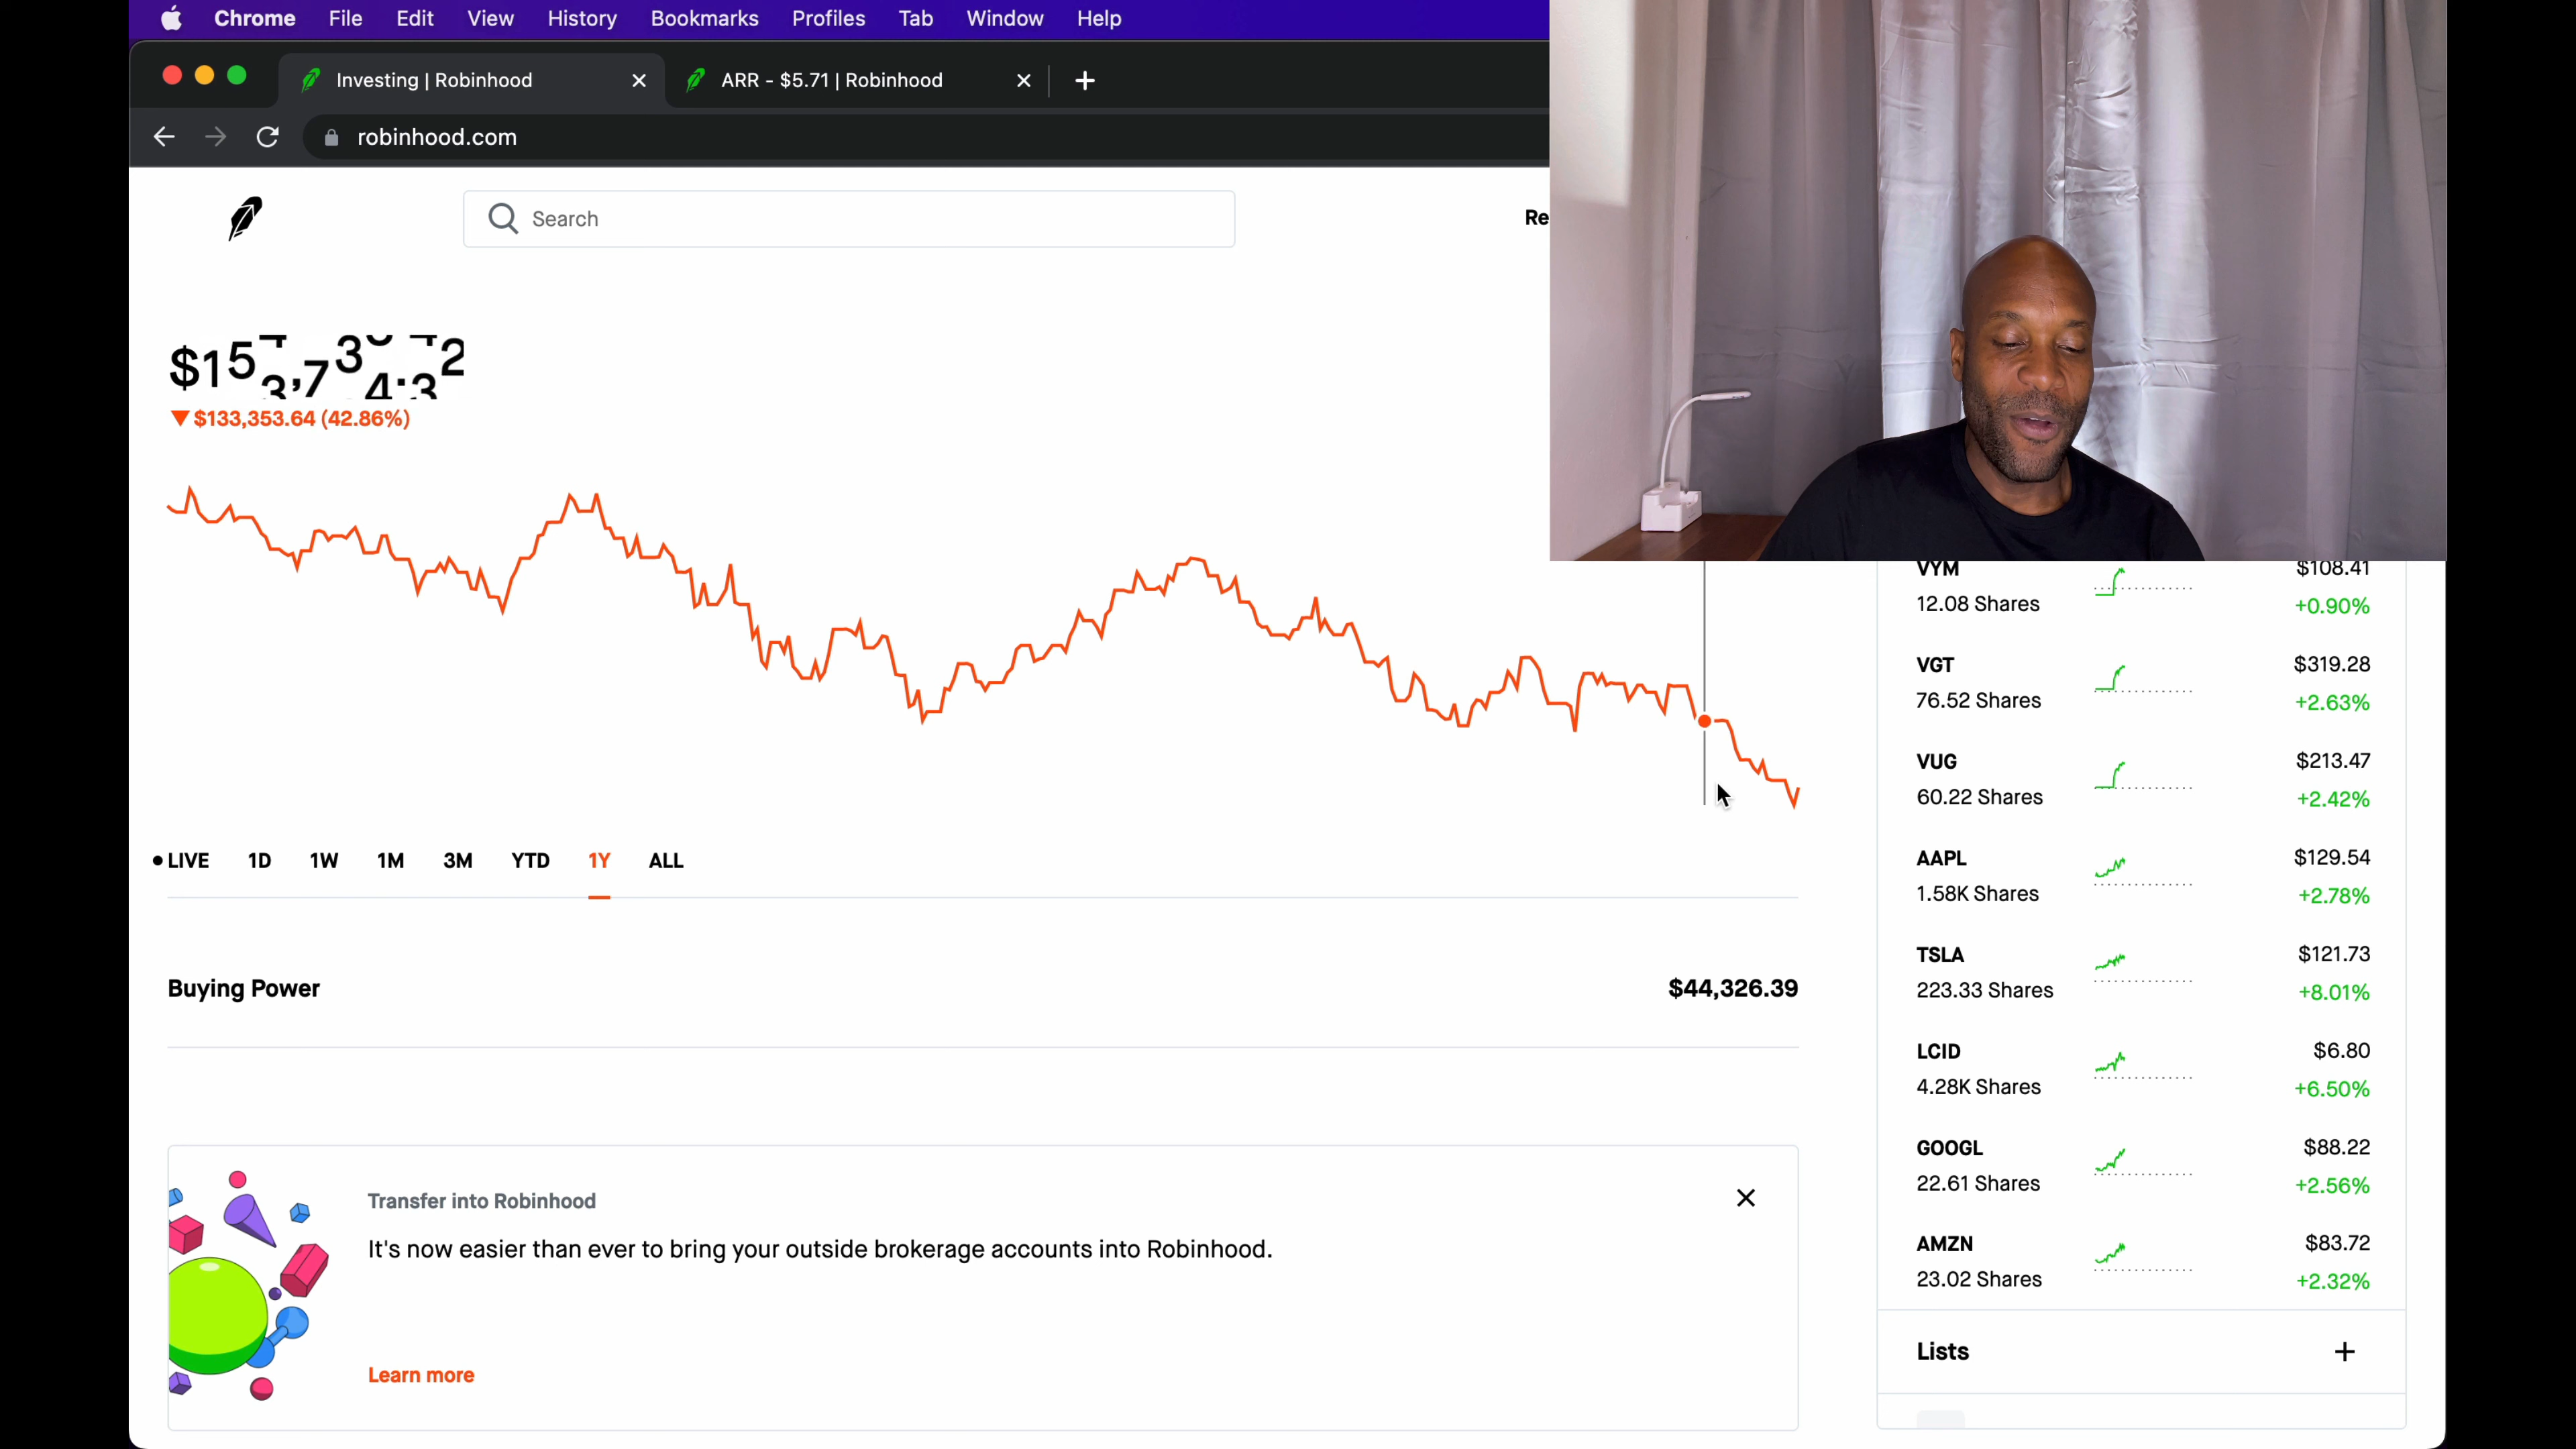 Chrome File Edit View History Bookmarks Profiles Tab Window Help
Investing | Robinhood
ARR - $5.71 | Robinhood
robinhood.com
Search
▼ $133,353.64 (42.86%)
LIVE 1D 1W 1M 3M YTD 1Y ALL
Buying Power $44,326.39
Transfer into Robinhood
It's now easier than ever to bring your outside brokerage accounts into Robinhood.
Learn more
VYM $108.41
12.08 Shares +0.90%
VGT $319.28
76.52 Shares +2.63%
VUG $213.47
60.22 Shares +2.42%
AAPL $129.54
1.58K Shares +2.78%
TSLA $121.73
223.33 Shares +8.01%
LCID $6.80
4.28K Shares +6.50%
GOOGL $88.22
22.61 Shares +2.56%
AMZN $83.72
23.02 Shares +2.32%
Lists